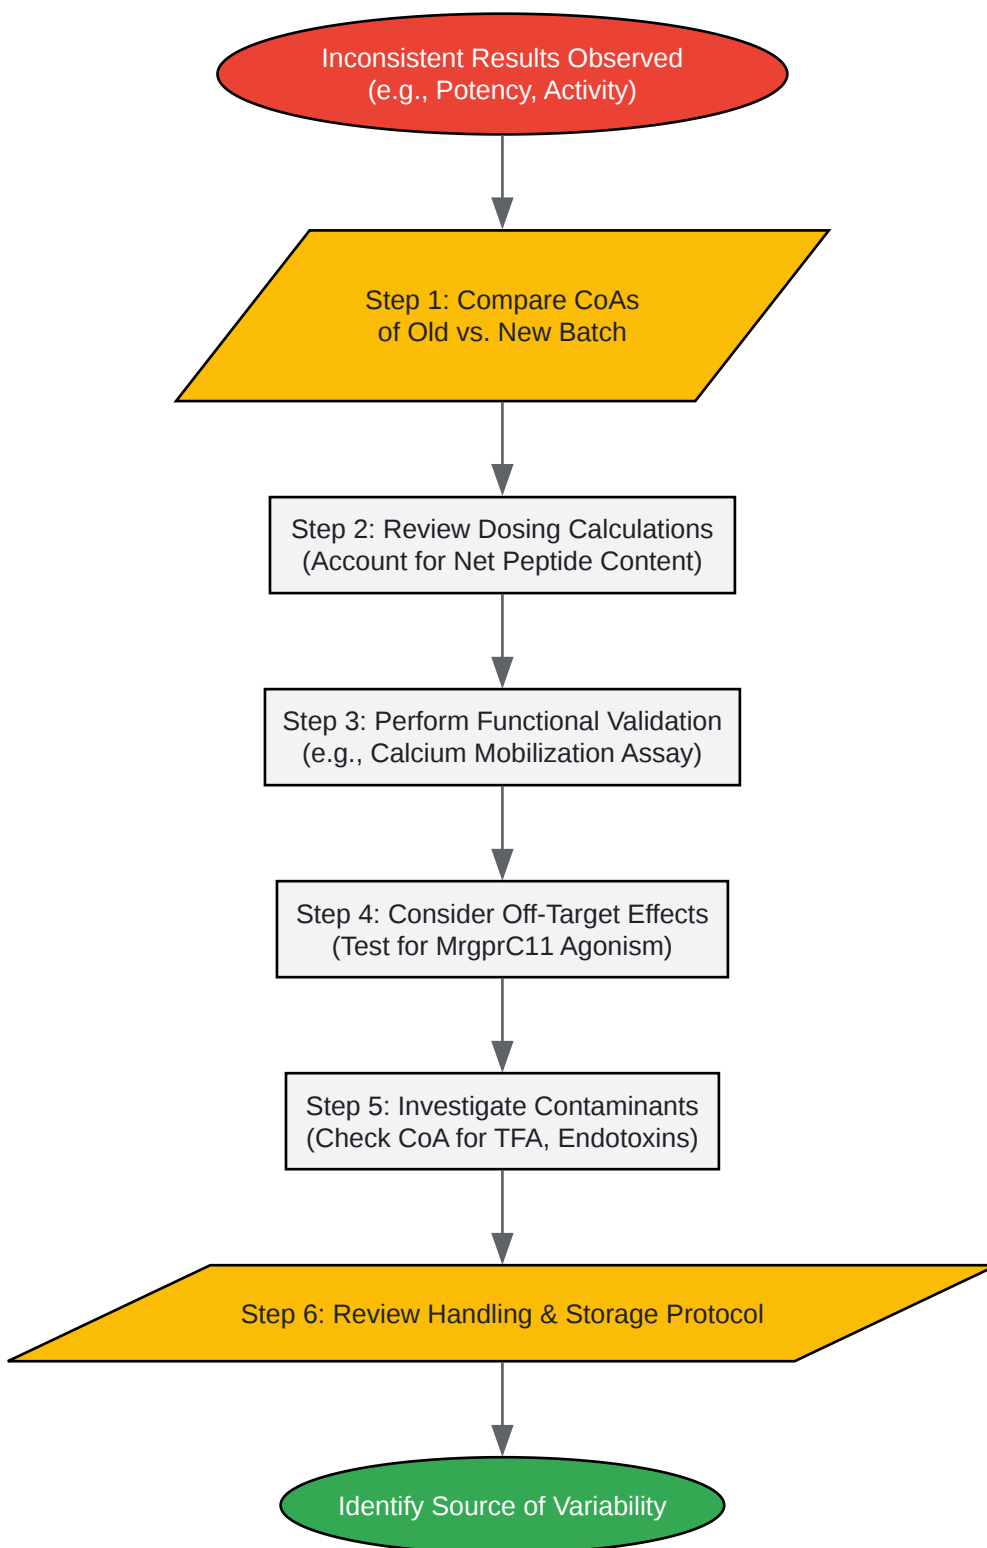 Inconsistent Results Observed
(e.g., Potency, Activity)
Step 1: Compare CoAs
of Old vs. New Batch
Step 2: Review Dosing Calculations
(Account for Net Peptide Content)
Step 3: Perform Functional Validation
(e.g., Calcium Mobilization Assay)
Step 4: Consider Off-Target Effects
(Test for MrgprC11 Agonism)
Step 5: Investigate Contaminants
(Check CoA for TFA, Endotoxins)
Step 6: Review Handling & Storage Protocol
Identify Source of Variability